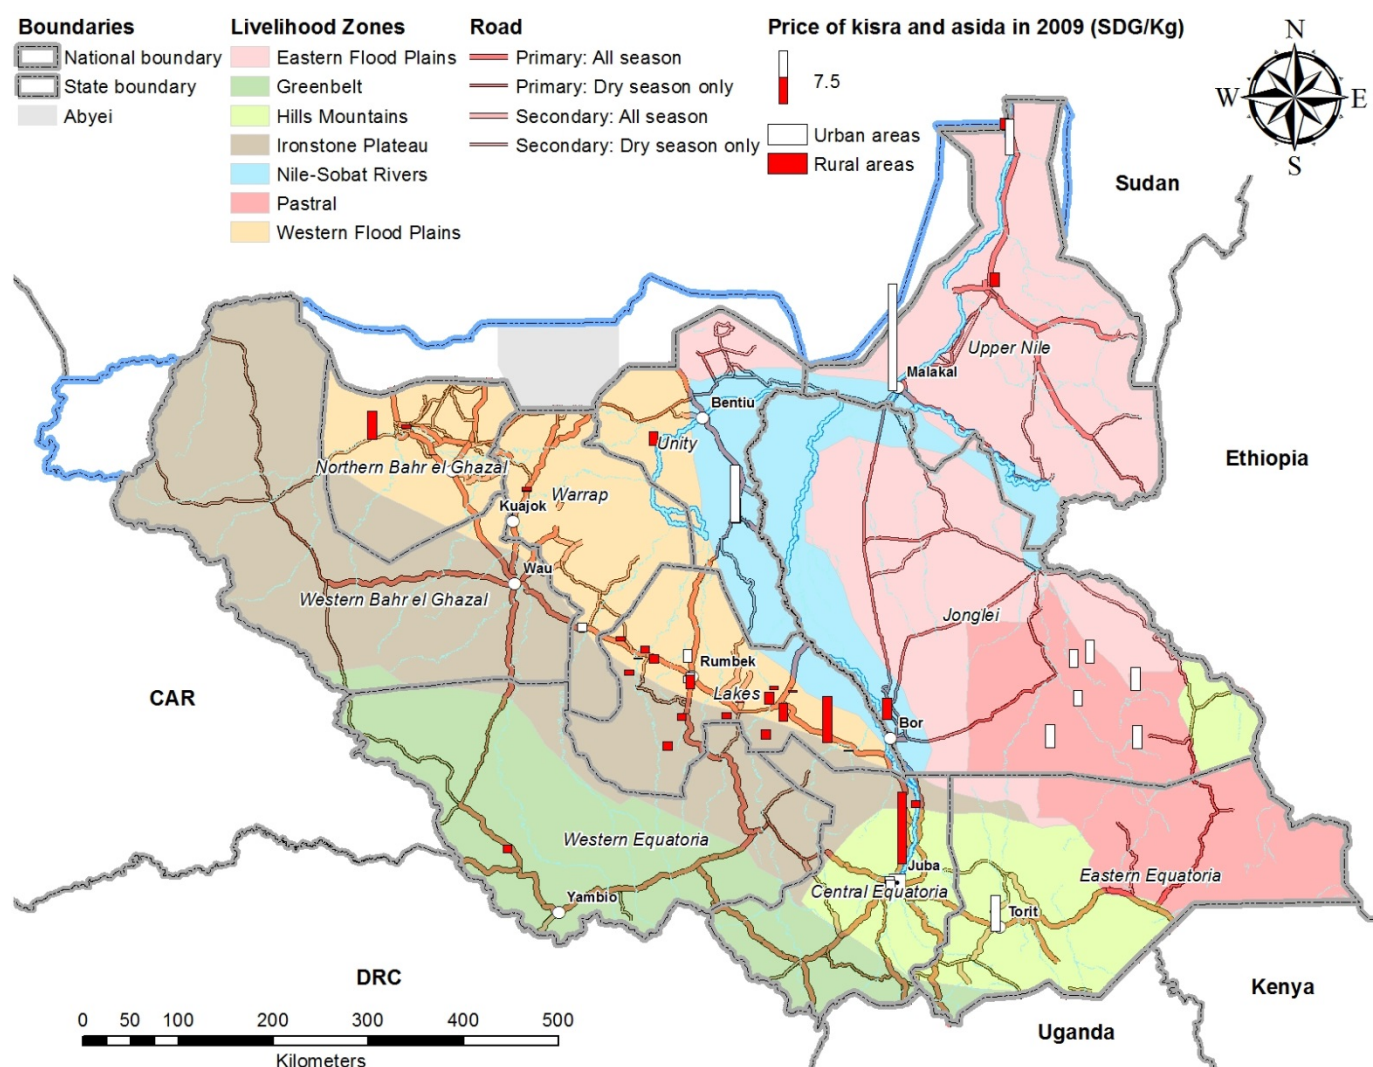 Boundaries
National boundary
State boundary
Abyei
Livelihood Zones
Eastern Flood Plains
Greenbelt
Hills Mountains
Ironstone Plateau
Nile-Sobat Rivers
Pastral
Western Flood Plains
Road
Primary: All season
Primary: Dry season only
Secondary: All season
Secondary: Dry season only
Price of kisra and asida in 2009 (SDG/Kg)
7.5
Urban areas
Rural areas
N
W E
S
Sudan
Upper Nile
Malakal
Bentiu
Unity
Ethiopia
Northern Bahr el Ghazal
Warrap
Kuajok
Wau
Western Bahr el Ghazal
Jonglei
Rumbek
Lakes
CAR
Bor
Western Equatoria
Juba
Eastern Equatoria
Central Equatoria
Yambio
Torit
DRC
Kenya
0 50 100 200 300 400 500
Kilometers
Uganda